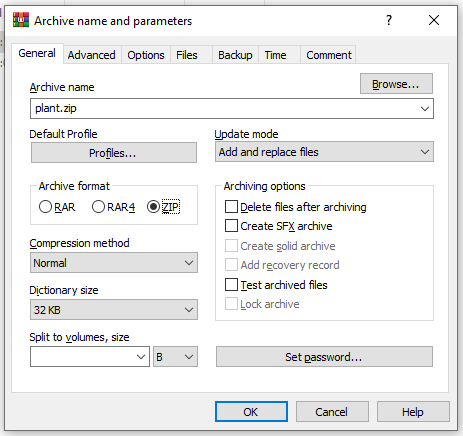 Archive name and parameters
General Advanced Options Files Backup Time Comment
Archive name
Browse...
plant.zip
Default Profile
Update mode
Profiles...
Add and replace files
Archive format
RAR RAR4 ZIP
Archiving options
Delete files after archiving
Create SFX archive
Create solid archive
Add recovery record
Test archived files
Lock archive
Compression method
Normal
Dictionary size
32 KB
Split to volumes, size
B
Set password...
OK Cancel Help